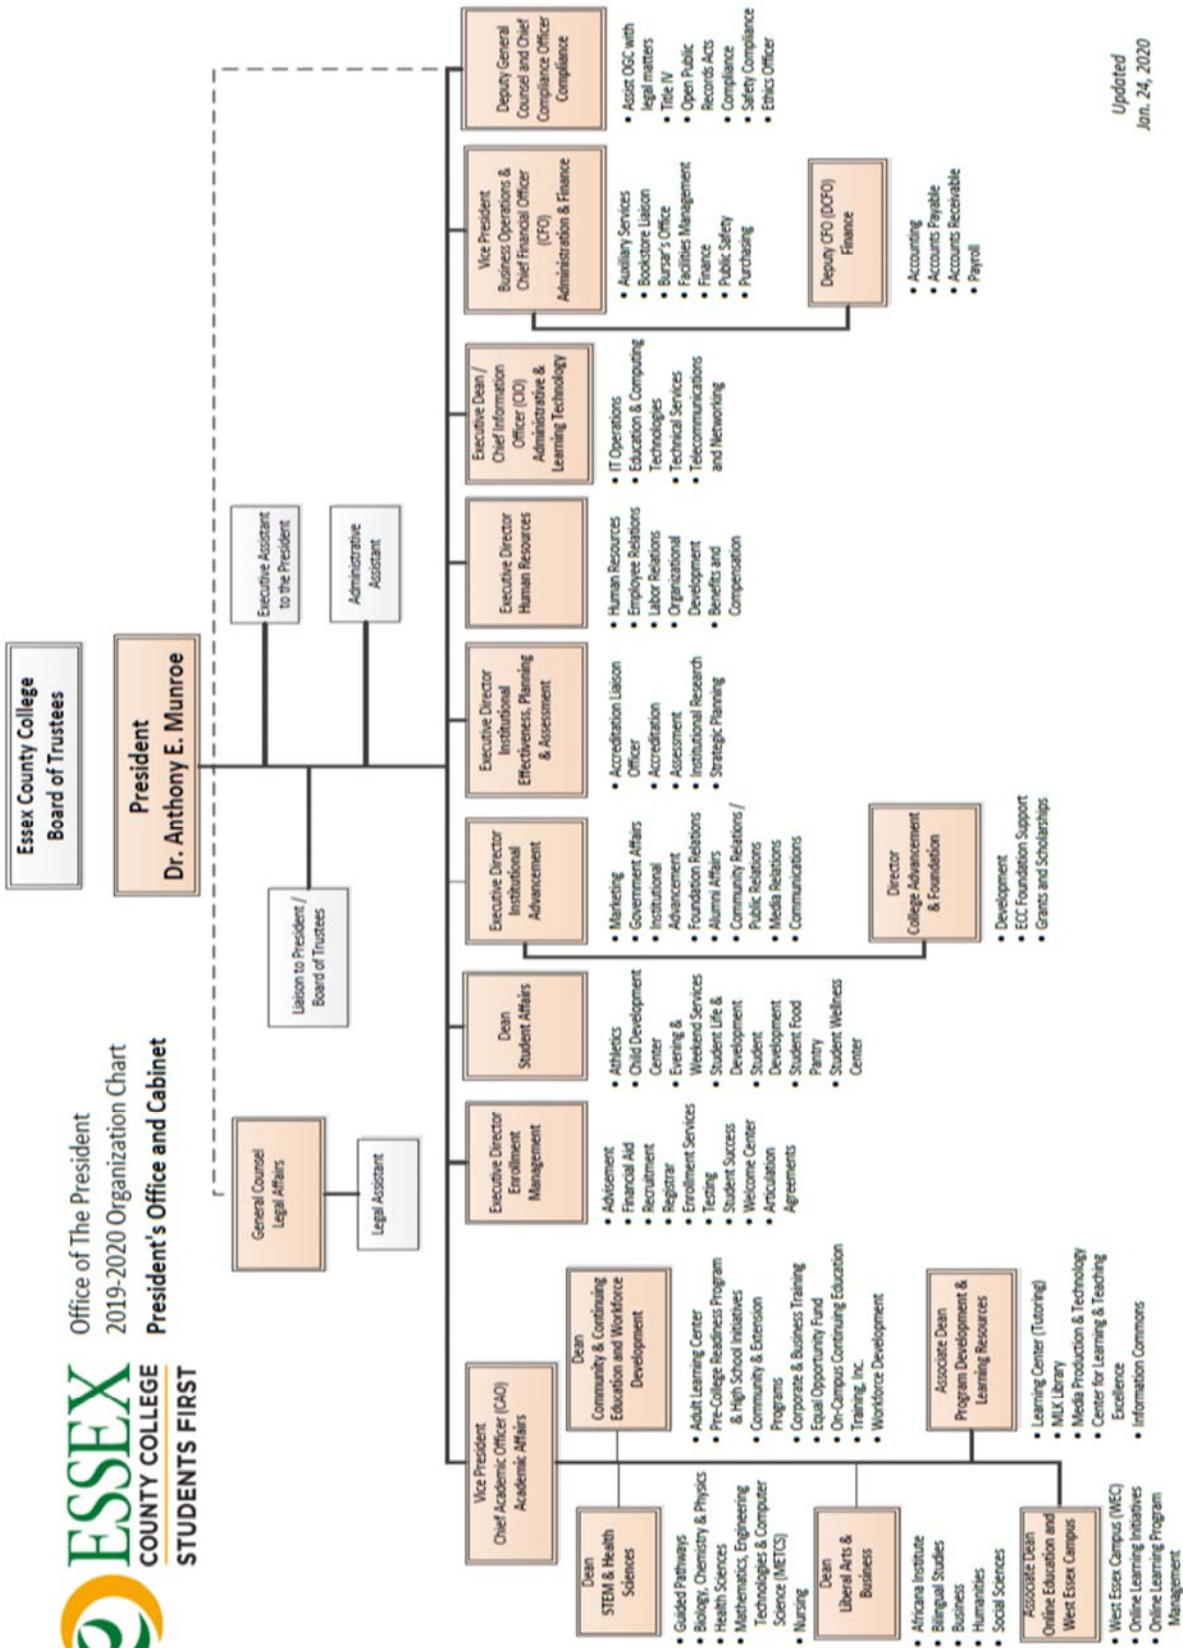 ESSEX
COUNTY COLLEGE
STUDENTS FIRST
Office of The President
2019-2020 Organization Chart
President's Office and Cabinet
Essex County College
Board of Trustees
President
Dr. Anthony E. Munroe
General Counsel
Legal Affairs
Legal Assistant
Liaison to President /
Board of Trustees
Executive Assistant
to the President
Administrative
Assistant
Vice President
Chief Academic Officer (CAO)
Academic Affairs
Dean
STEM & Health
Sciences
• Guided Pathways
• Biology, Chemistry & Physics
• Health Sciences
• Mathematics, Engineering
Technologies & Computer
Science (METCS)
• Nursing
Dean
Liberal Arts &
Business
• Africana Institute
• Bilingual Studies
• Business
• Humanities
• Social Sciences
Associate Dean
Online Education and
West Essex Campus
West Essex Campus (WEC)
• Online Learning Initiatives
• Online Learning Program
Management
Dean
Community & Continuing
Education and Workforce
Development
• Adult Learning Center
• Pre-College Readiness Program
& High School Initiatives
• Community & Extension
Programs
• Corporate & Business Training
• Equal Opportunity Fund
• On-Campus Continuing Education
• Training, Inc.
• Workforce Development
Associate Dean
Program Development &
Learning Resources
• Learning Center (Tutoring)
• MLK Library
• Media Production & Technology
• Center for Learning & Teaching
Excellence
• Information Commons
Executive Director
Enrollment
Management
• Advisement
• Financial Aid
• Recruitment
• Registrar
• Enrollment Services
• Testing
• Student Success
• Welcome Center
• Articulation
Agreements
Dean
Student Affairs
• Athletics
• Child Development
Center
• Evening &
Weekend Services
• Student Life &
Development
• Student
Development
• Student Food
Pantry
• Student Wellness
Center
Executive Director
Institutional
Advancement
• Marketing
• Government Affairs
• Institutional
Advancement
• Foundation Relations
• Alumni Affairs
• Community Relations /
Public Relations
• Media Relations
• Communications
Director
College Advancement
& Foundation
• Development
• ECC Foundation Support
• Grants and Scholarships
Executive Director
Institutional
Effectiveness, Planning
& Assessment
• Accreditation Liaison
Officer
• Accreditation
• Assessment
• Institutional Research
• Strategic Planning
Executive Director
Human Resources
• Human Resources
• Employee Relations
• Labor Relations
• Organizational
Development
• Benefits and
Compensation
Executive Dean /
Chief Information
Officer (CIO)
Administrative &
Learning Technology
• IT Operations
• Education & Computing
Technologies
• Technical Services
• Telecommunications
and Networking
Vice President
Business Operations &
Chief Financial Officer
(CFO)
Administration & Finance
• Auxiliary Services
• Bookstore Liaison
• Bursar's Office
• Facilities Management
• Finance
• Public Safety
• Purchasing
Deputy CFO (DCFO)
Finance
• Accounting
• Accounts Payable
• Accounts Receivable
• Payroll
Deputy General
Counsel and Chief
Compliance Officer
Compliance
• Assist OGC with
legal matters
• Title IV
• Open Public
Records Acts
• Compliance
• Safety Compliance
• Ethics Officer
Updated
Jan. 24, 2020